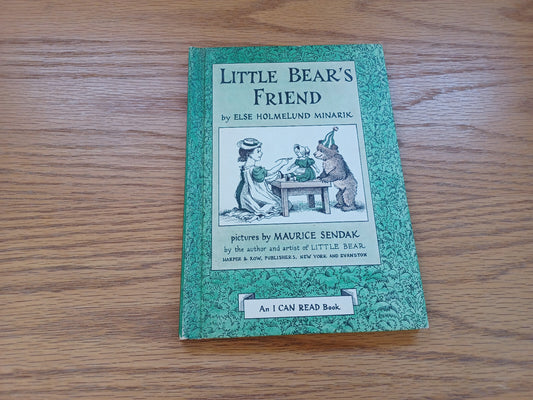 LITTLE BEAR'S
FRIEND
by ELSE HOLMELUND MINARIK
pictures by MAURICE SENDAK
by the author and artist of LITTLE BEAR
HARPER & ROW, PUBLISHERS, NEW YORK AND EVANSTON
An I CAN READ Book